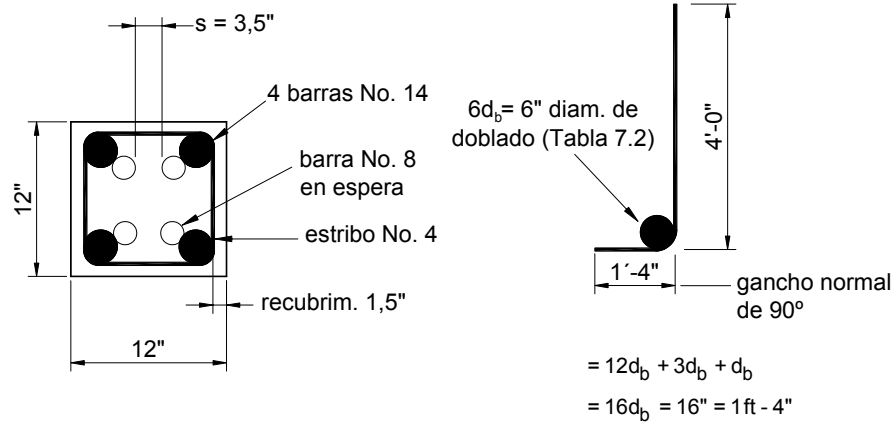 s = 3,5"
4 barras No. 14
barra No. 8
en espera
estribo No. 4
recubrim. 1,5"
12"
12"
6d_b= 6" diam. de
doblado (Tabla 7.2)
4'-0"
1´-4"
gancho normal
de 90º
= 12d_b + 3d_b + d_b
= 16d_b = 16" = 1ft - 4"